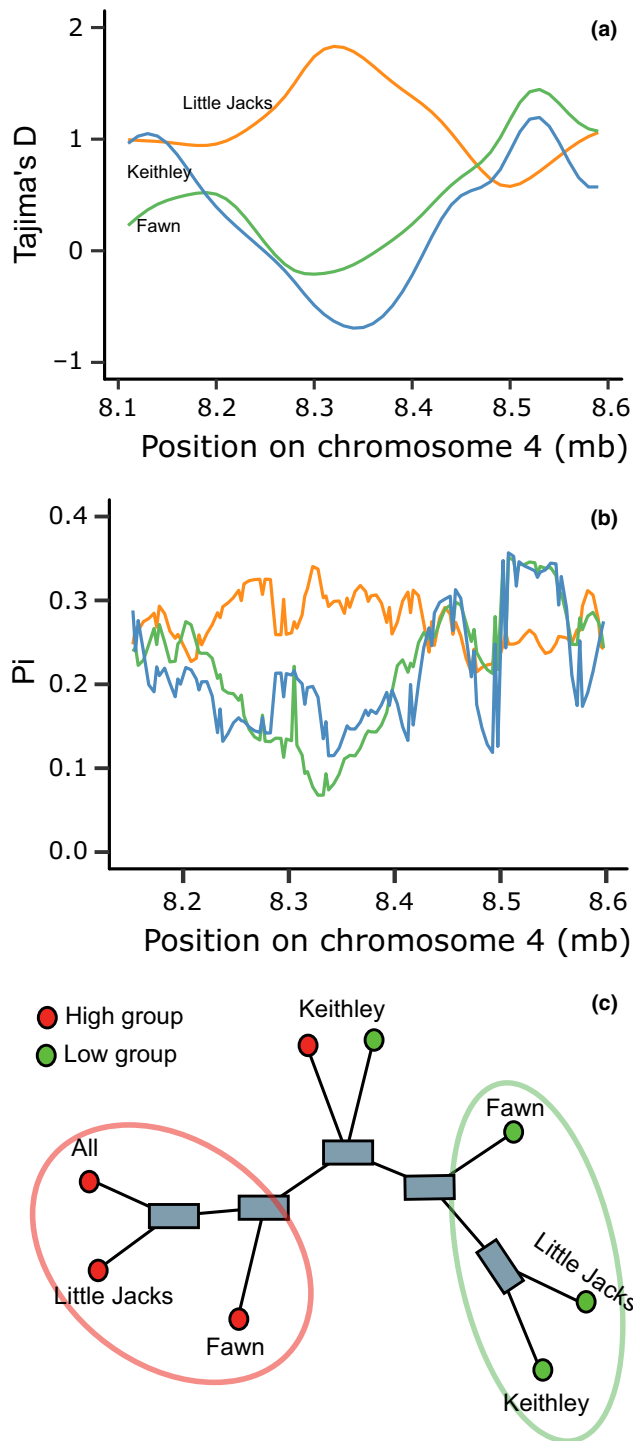 (a)
2
1
0
−1
Tajima's D
Little Jacks
Keithley
Fawn
8.1 8.2 8.3 8.4 8.5 8.6
Position on chromosome 4 (mb)
(b)
0.4
0.3
0.2
0.1
0.0
Pi
8.2 8.3 8.4 8.5 8.6
Position on chromosome 4 (mb)
(c)
High group
Low group
Keithley
Fawn
All
Little Jacks
Little Jacks
Fawn
Keithley